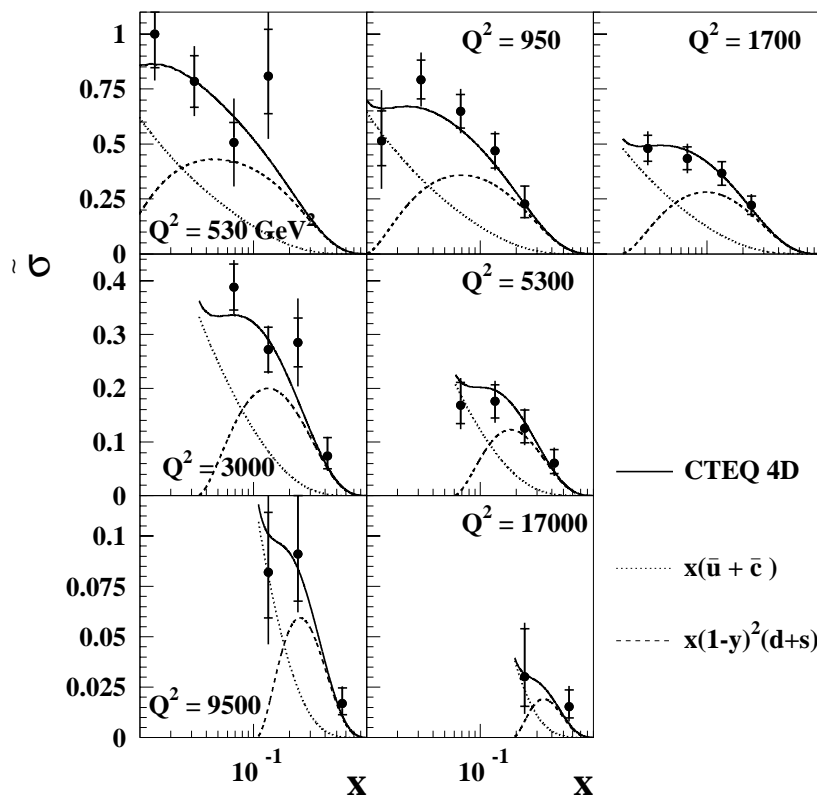 1
Q² = 950
Q² = 1700
0.75
0.5
0.25
0
Q² = 530 GeV²
σ̃
0.4
Q² = 5300
0.3
0.2
0.1
Q² = 3000
0
CTEQ 4D
0.1
Q² = 17000
0.075
x(ū + c̄ )
0.05
x(1-y)²(d+s)
0.025
Q² = 9500
0
10⁻¹
x
10⁻¹
x